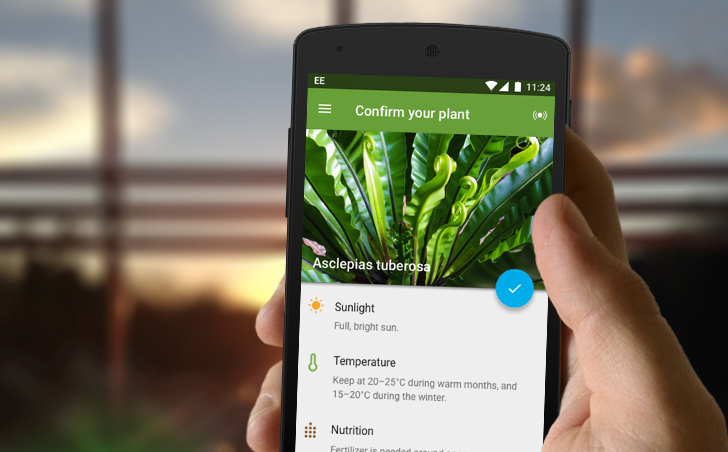 EE 11:24
Confirm your plant
Asclepias tuberosa
Sunlight
Full, bright sun.
Temperature
Keep at 20–25°C during warm months, and
15–20°C during the winter.
Nutrition
Fertilizer is needed around